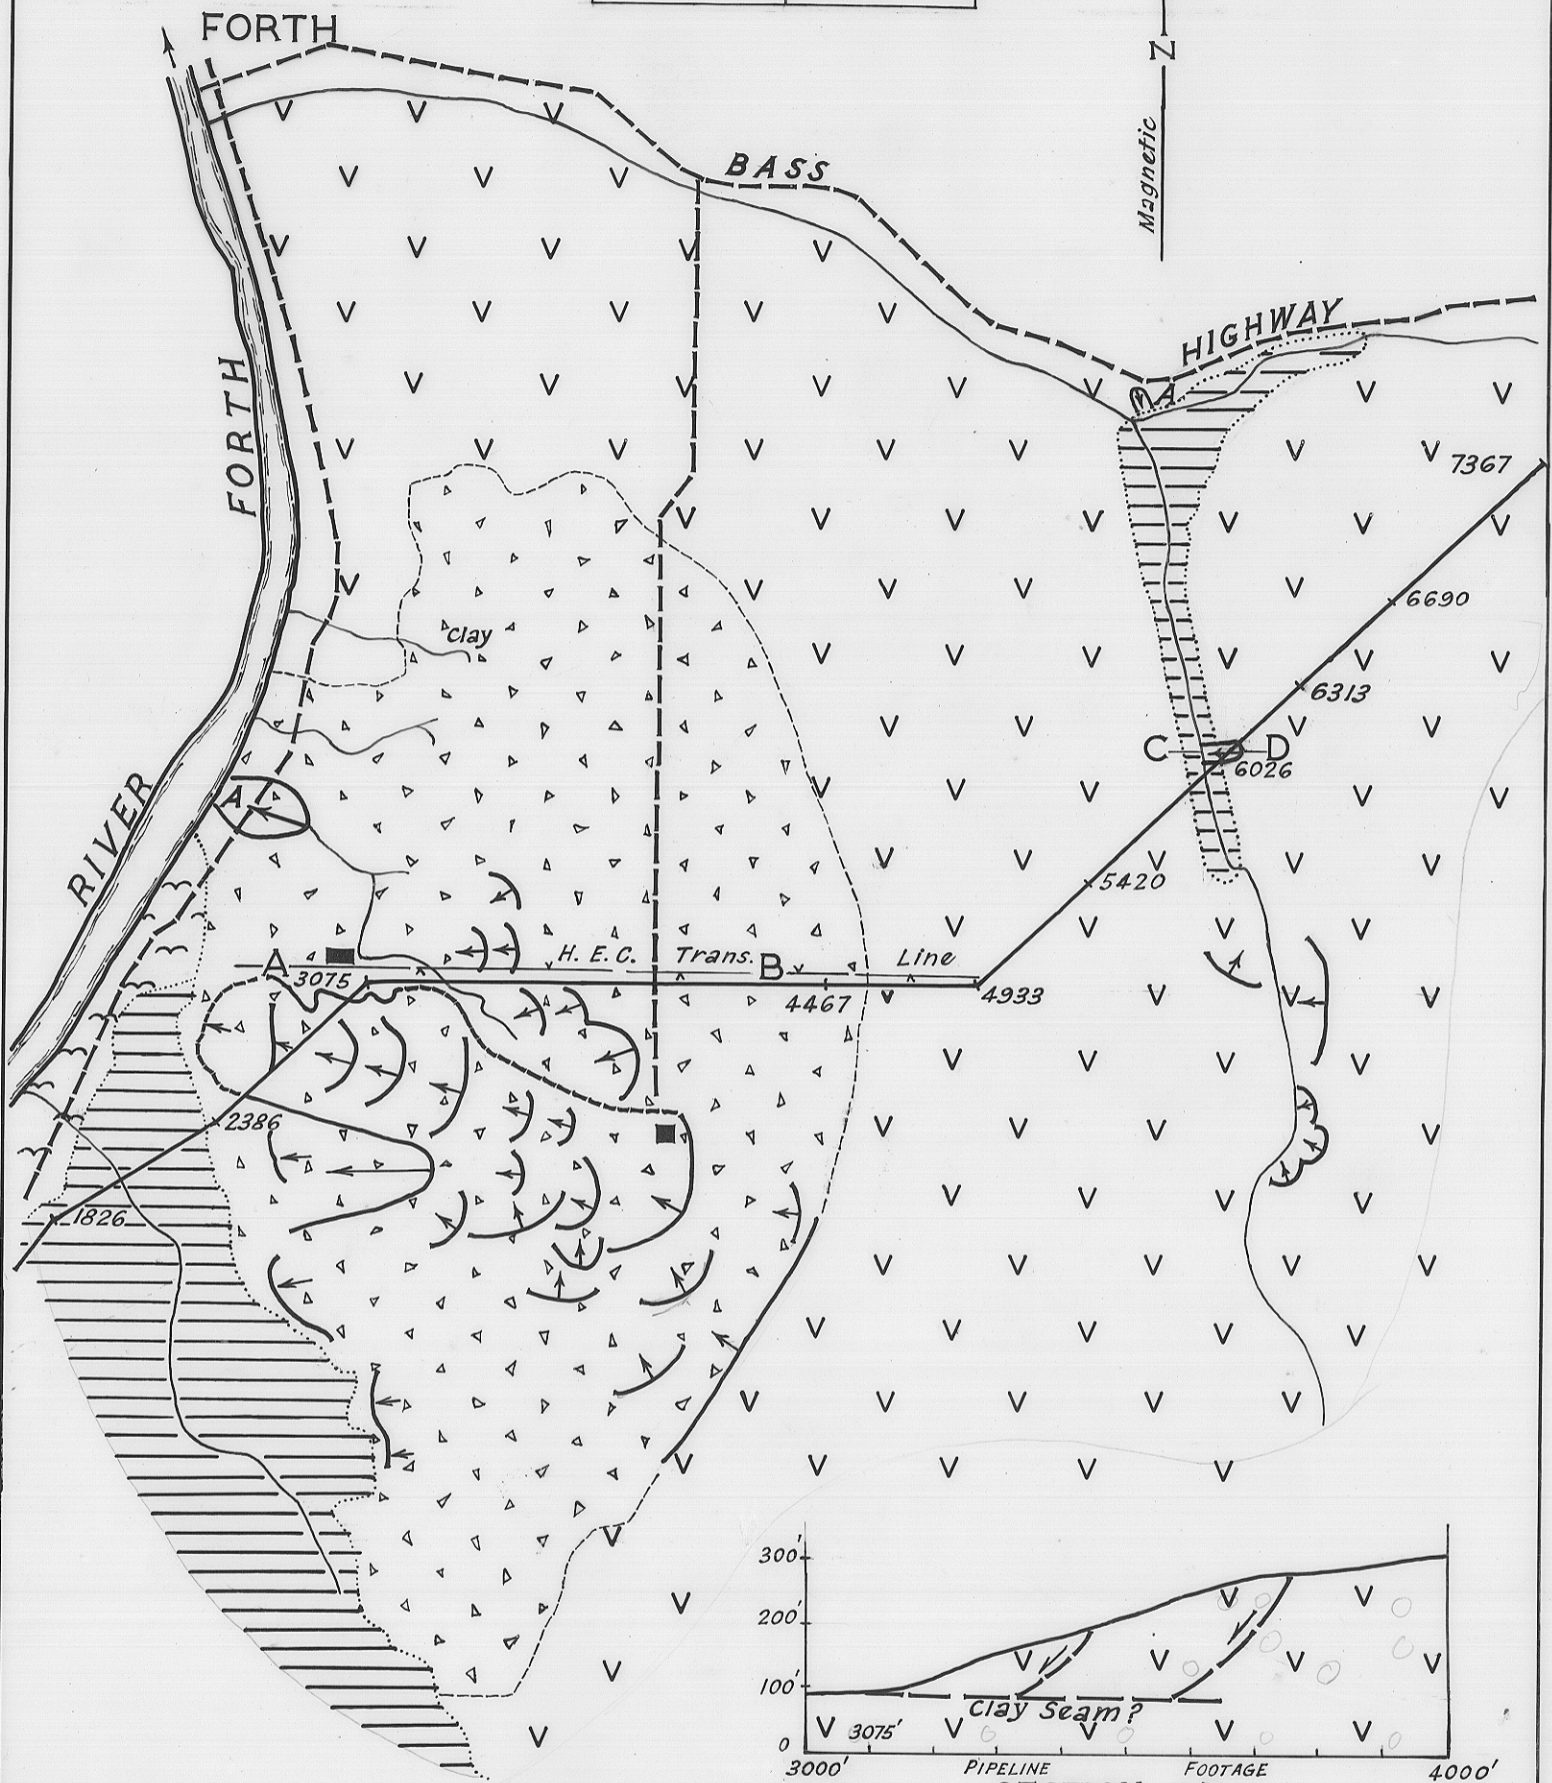 FORTH
N
Magnetic
BASS
HIGHWAY
A
FORTH
7367
6690
clay
6313
C D
6026
RIVER
A
5420
A 3075 H.E.C. Trans. B Line
4467 4933
2386
1826
300'
200'
100'
Clay Seam?
3075'
0
3000' PIPELINE FOOTAGE 4000'